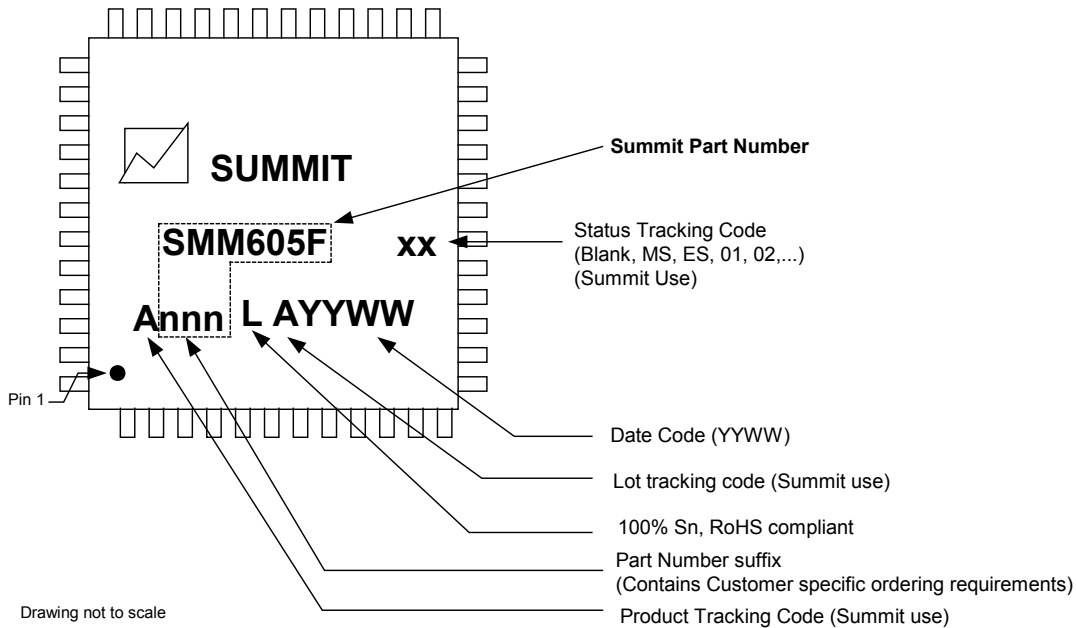 SUMMIT
Summit Part Number
SMM605F
xx
Status Tracking Code
(Blank, MS, ES, 01, 02,...)
(Summit Use)
Annn
L AYYWW
Pin 1
Date Code (YYWW)
Lot tracking code (Summit use)
100% Sn, RoHS compliant
Part Number suffix
(Contains Customer specific ordering requirements)
Drawing not to scale
Product Tracking Code (Summit use)